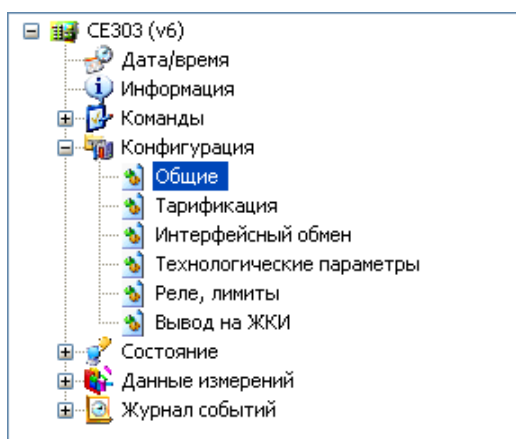 CE303 (v6)
Дата/время
Информация
Команды
Конфигурация
Общие
Тарификация
Интерфейсный обмен
Технологические параметры
Реле, лимиты
Вывод на ЖКИ
Состояние
Данные измерений
Журнал событий